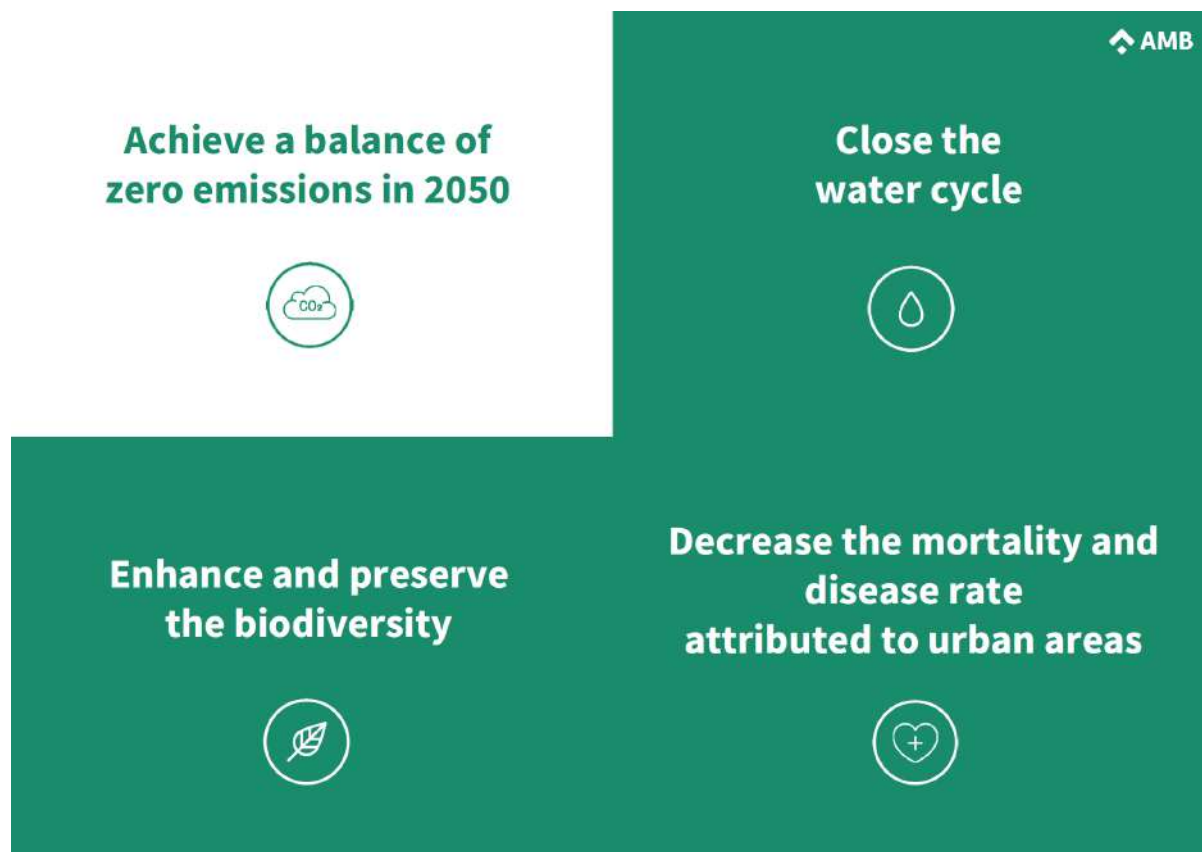 AMB
Achieve a balance of
zero emissions in 2050
CO₂
Close the
water cycle
Enhance and preserve
the biodiversity
Decrease the mortality and
disease rate
attributed to urban areas